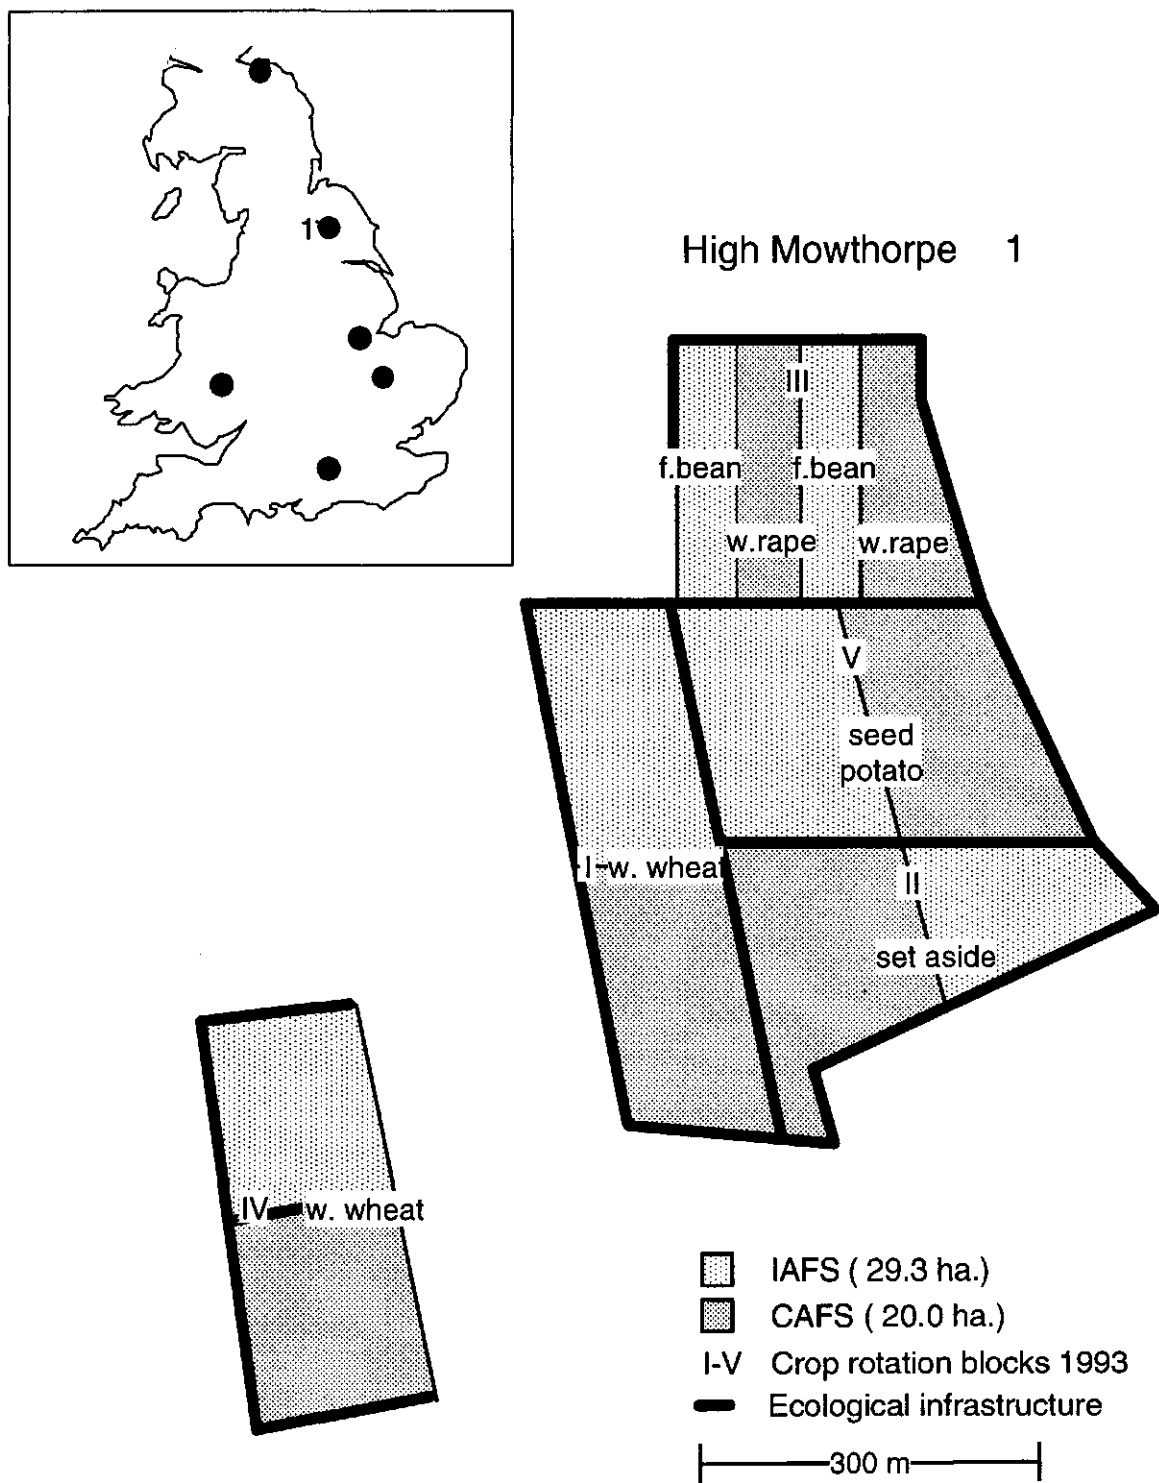 1
High Mowthorpe 1
III
f.bean f.bean
w.rape w.rape
V
seed
potato
I w. wheat
II
set aside
IV w. wheat
IAFS ( 29.3 ha.)
CAFS ( 20.0 ha.)
I-V Crop rotation blocks 1993
Ecological infrastructure
300 m